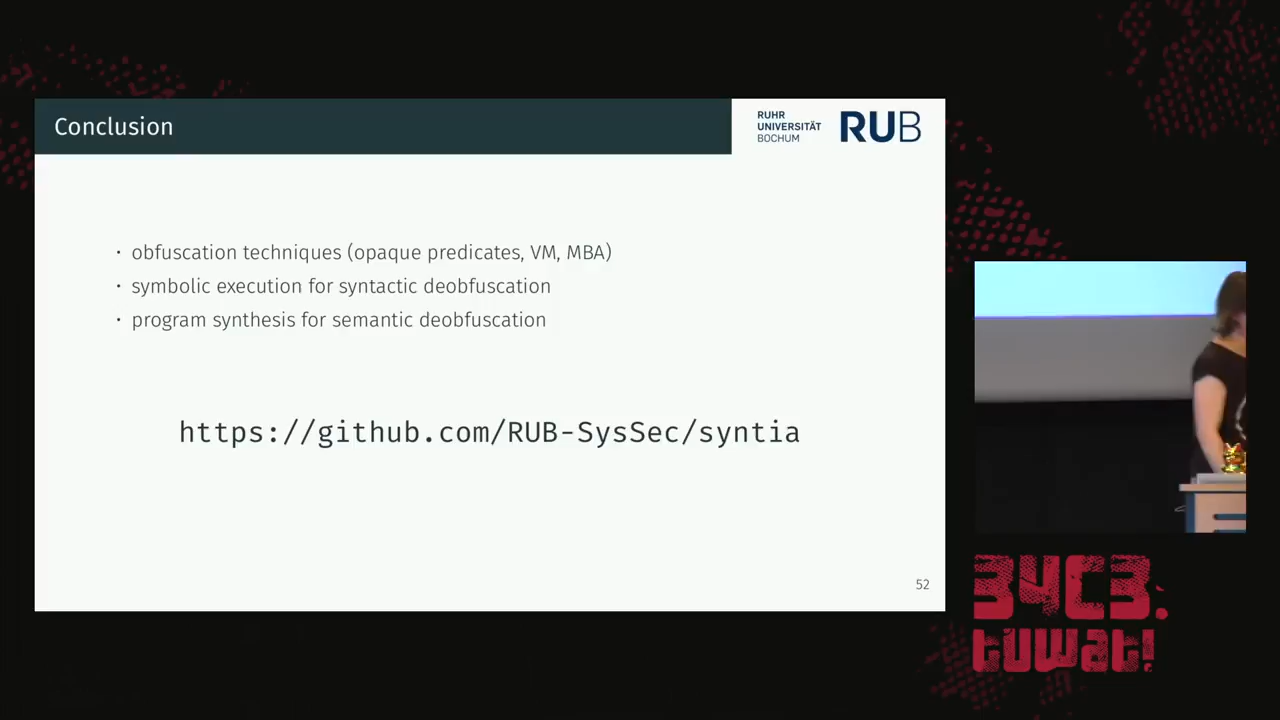 Conclusion
RUHR
UNIVERSITÄT
BOCHUM
RUB
· obfuscation techniques (opaque predicates, VM, MBA)
· symbolic execution for syntactic deobfuscation
· program synthesis for semantic deobfuscation
https://github.com/RUB-SysSec/syntia
52
34C3.
tuwat!